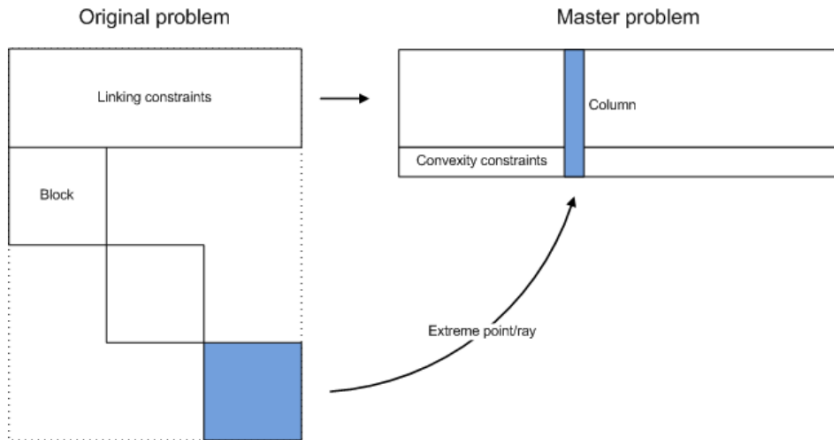 Original problem
Master problem
Linking constraints
Column
Convexity constraints
Block
Extreme point/ray